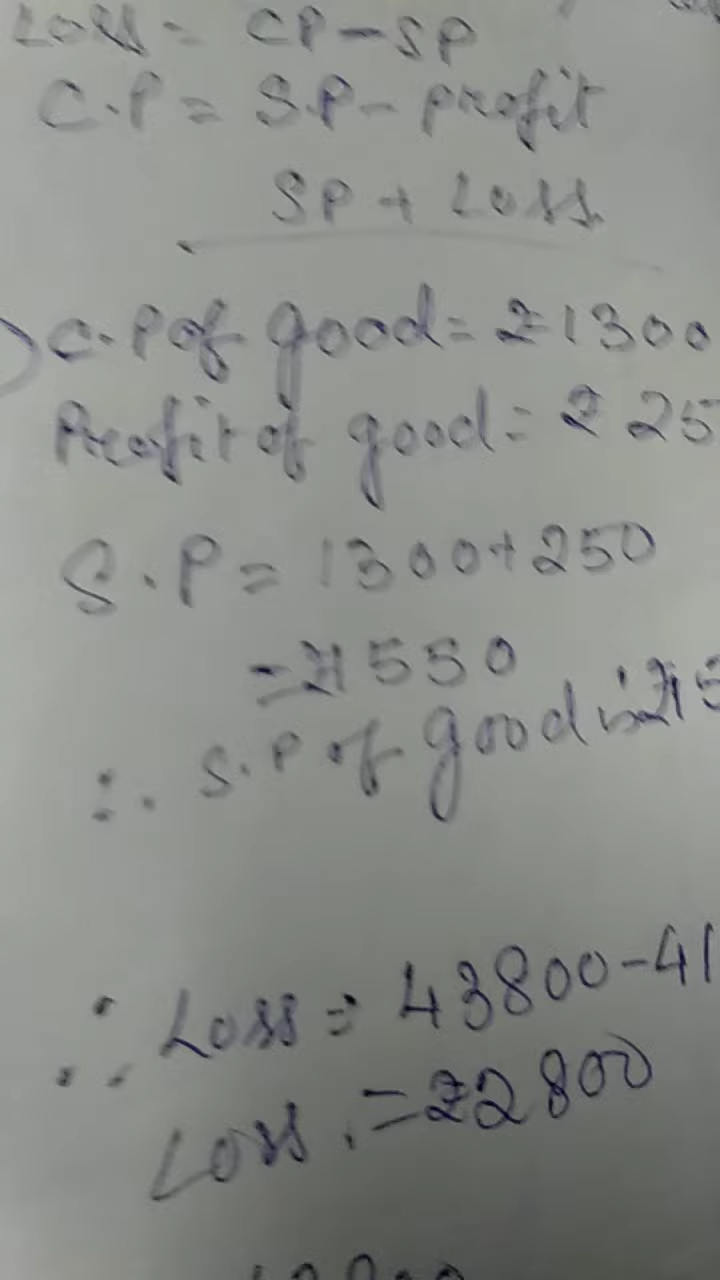 Loss = CP - SP
C.P = S.P - profit
SP + Loss.
C.P of good = ₹1300
Profit of good = ₹ 25
S.P = 1300 + 250
= ₹1550
∴ S.P of good is ₹15
∴ Loss = 43800 - 41
Loss. = ₹2800